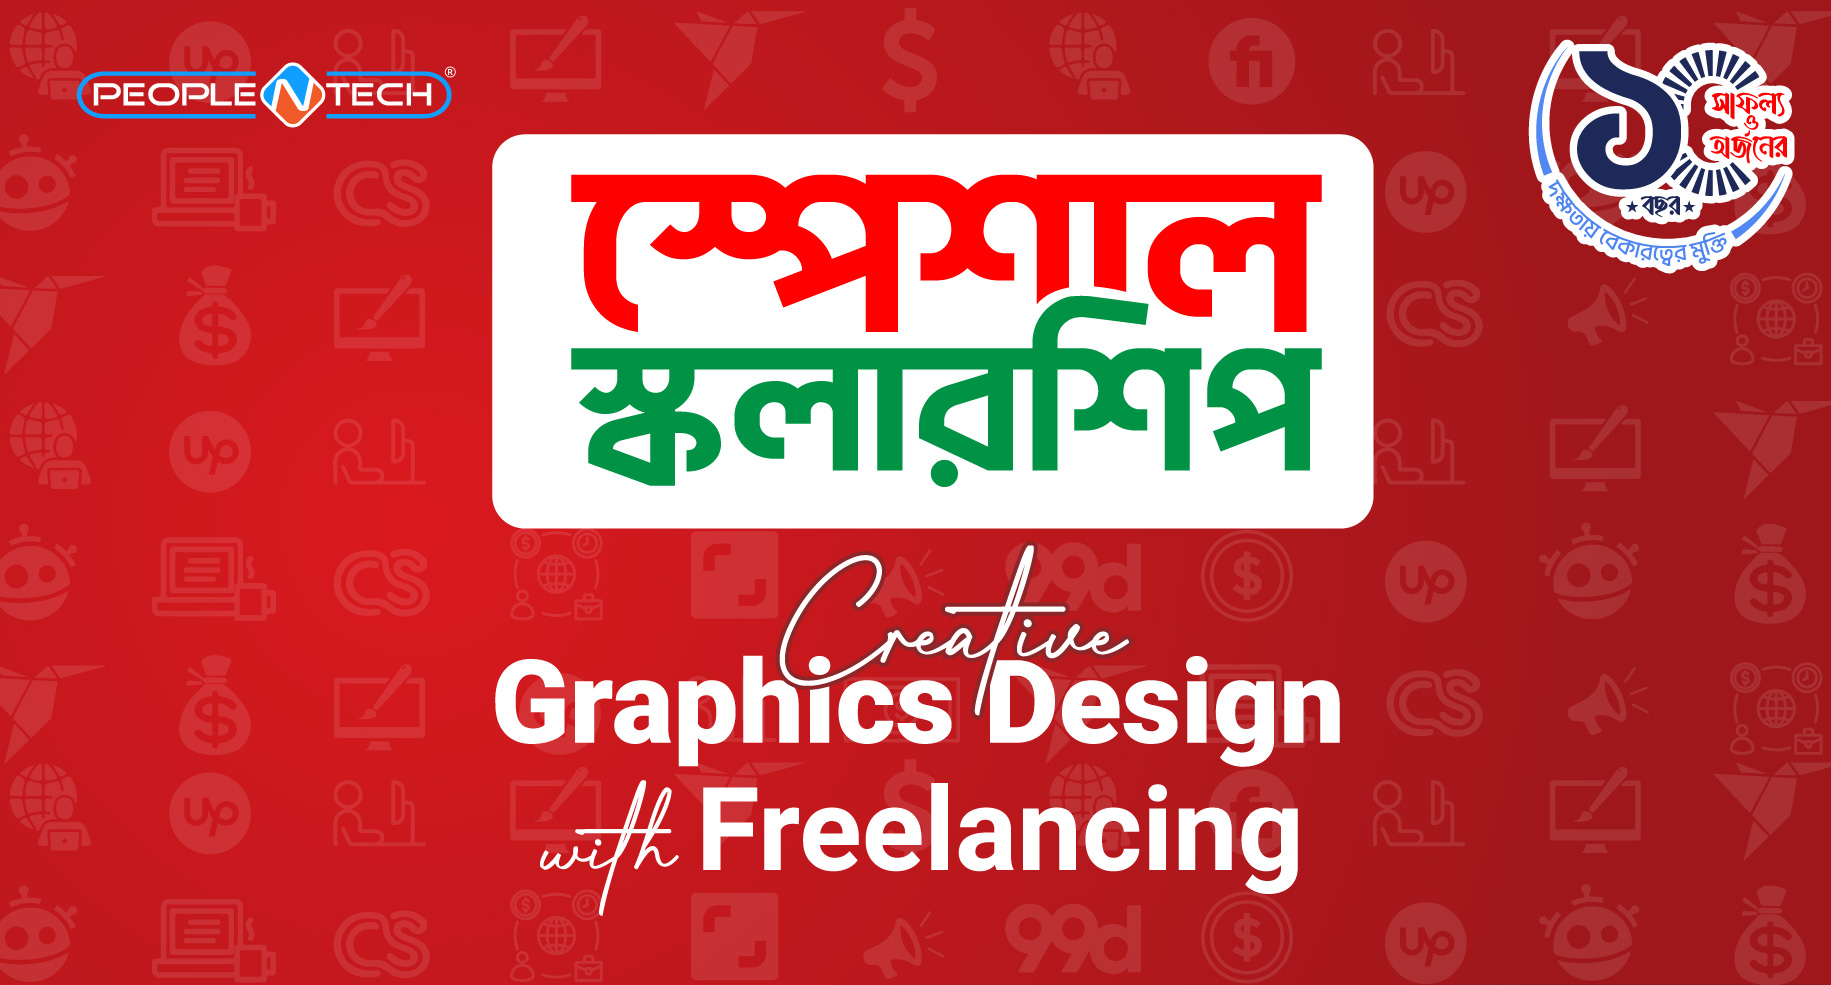 PEOPLE N TECH®
১০
সাফল্য
ও
অর্জনের
বছর
দক্ষতায় বেকারত্বের মুক্তি
স্পেশাল
স্কলারশিপ
Creative
Graphics Design
with Freelancing